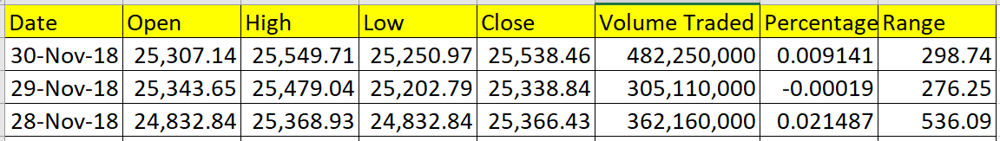 Date Open High Low Close Volume Traded Percentage Range
30-Nov-18 25,307.14 25,549.71 25,250.97 25,538.46 482,250,000 0.009141 298.74
29-Nov-18 25,343.65 25,479.04 25,202.79 25,338.84 305,110,000 -0.00019 276.25
28-Nov-18 24,832.84 25,368.93 24,832.84 25,366.43 362,160,000 0.021487 536.09